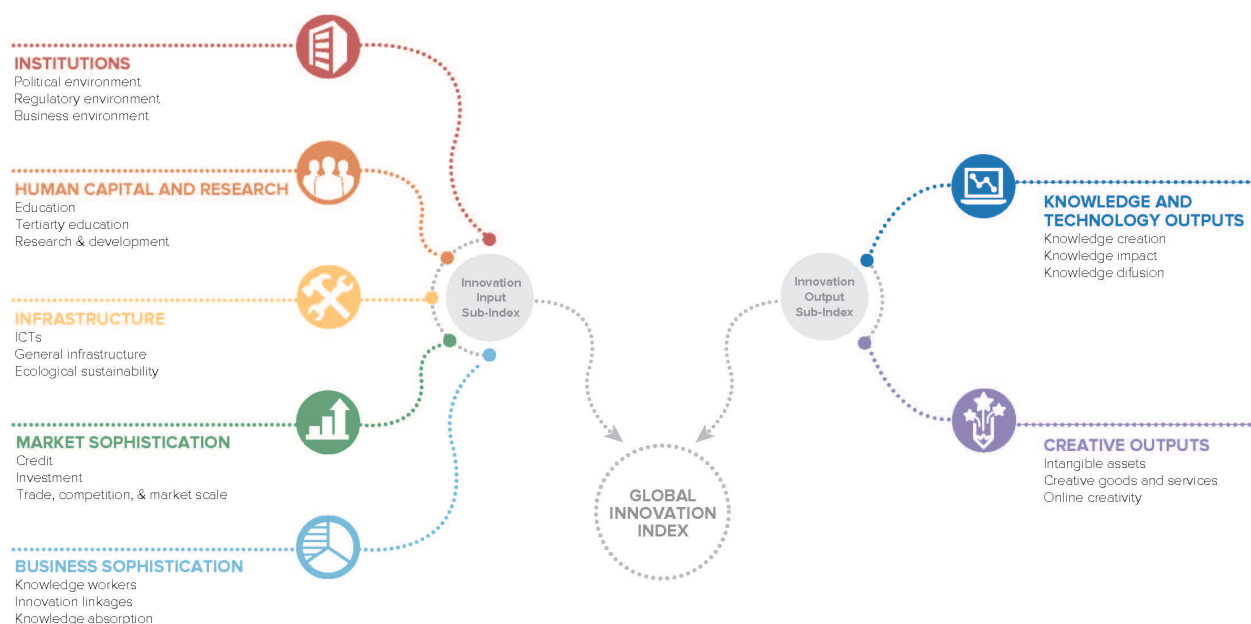 INSTITUTIONS
Political environment
Regulatory environment
Business environment
HUMAN CAPITAL AND RESEARCH
Education
Tertiarty education
Research & development
INFRASTRUCTURE
ICTs
General infrastructure
Ecological sustainability
MARKET SOPHISTICATION
Credit
Investment
Trade, competition, & market scale
BUSINESS SOPHISTICATION
Knowledge workers
Innovation linkages
Knowledge absorption
Innovation
Input
Sub-Index
GLOBAL
INNOVATION
INDEX
Innovation
Output
Sub-Index
KNOWLEDGE AND
TECHNOLOGY OUTPUTS
Knowledge creation
Knowledge impact
Knowledge difusion
CREATIVE OUTPUTS
Intangible assets
Creative goods and services
Online creativity